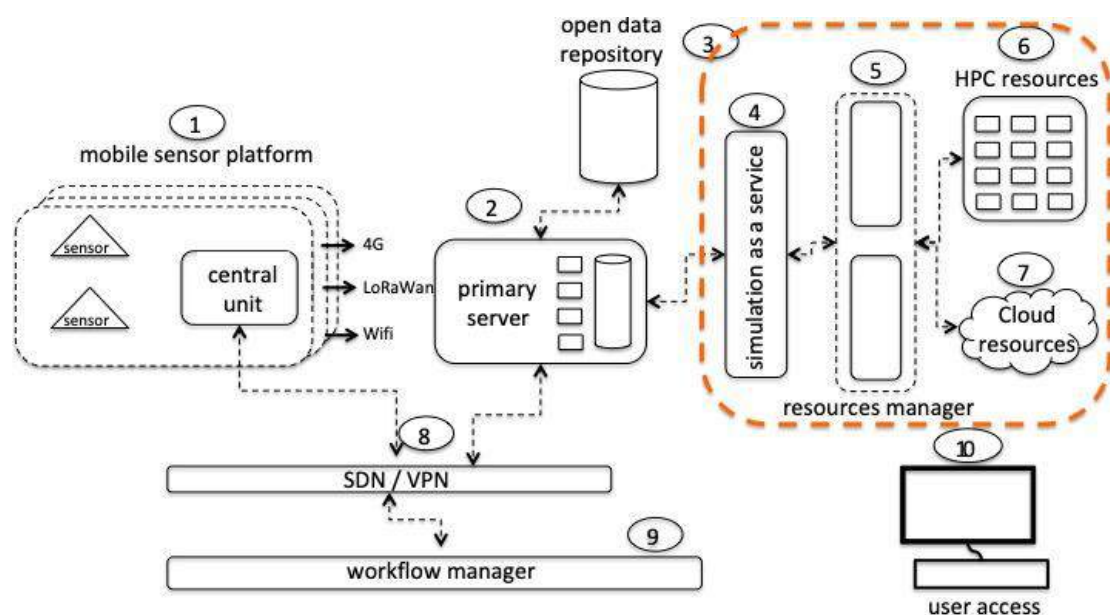 open data
repository
3
6
HPC resources
5
4
1
mobile sensor platform
2
sensor
central
unit
sensor
4G
LoRaWan
Wifi
primary
server
simulation as a service
7
Cloud
resources
resources manager
8
SDN / VPN
10
9
workflow manager
user access